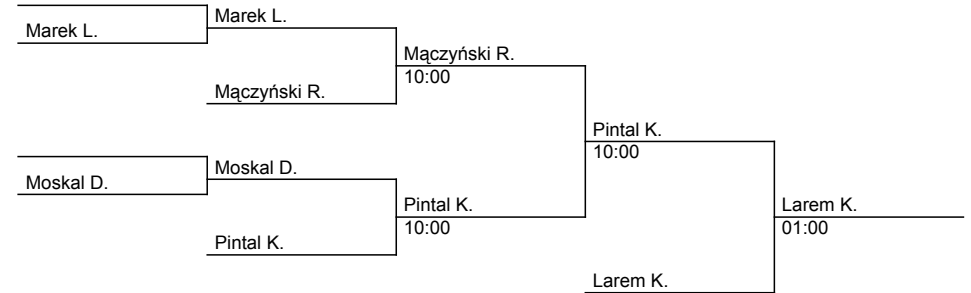 Marek L.
Marek L.
Mączyński R.
10:00
Mączyński R.
Pintal K.
10:00
Moskal D.
Moskal D.
Pintal K.
10:00
Pintal K.
Larem K.
01:00
Larem K.